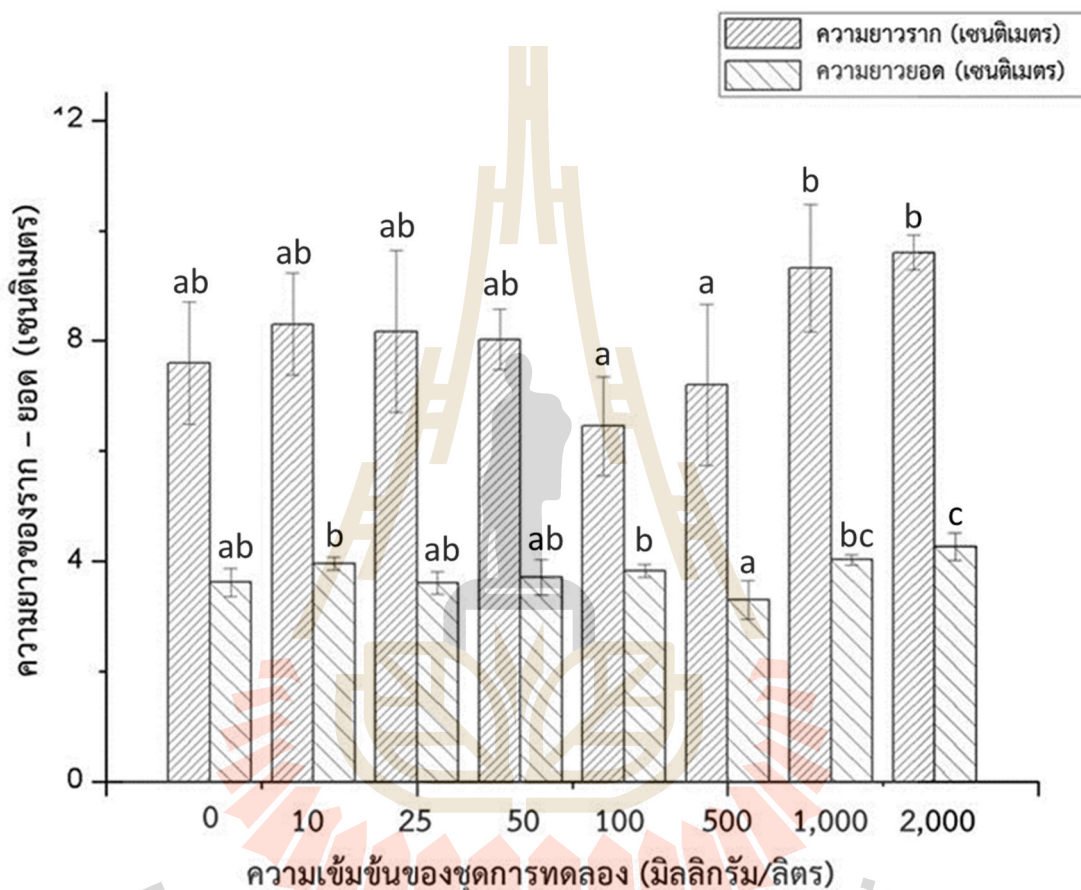 ความยาวราก (เซนติเมตร)
ความยาวยอด (เซนติเมตร)
ความยาวของราก – ยอด (เซนติเมตร)
12
8
4
0
ab ab ab ab a a b b
ab b ab ab b a bc c
0 10 25 50 100 500 1,000 2,000
ความเข้มข้นของชุดการทดลอง (มิลลิกรัม/ลิตร)